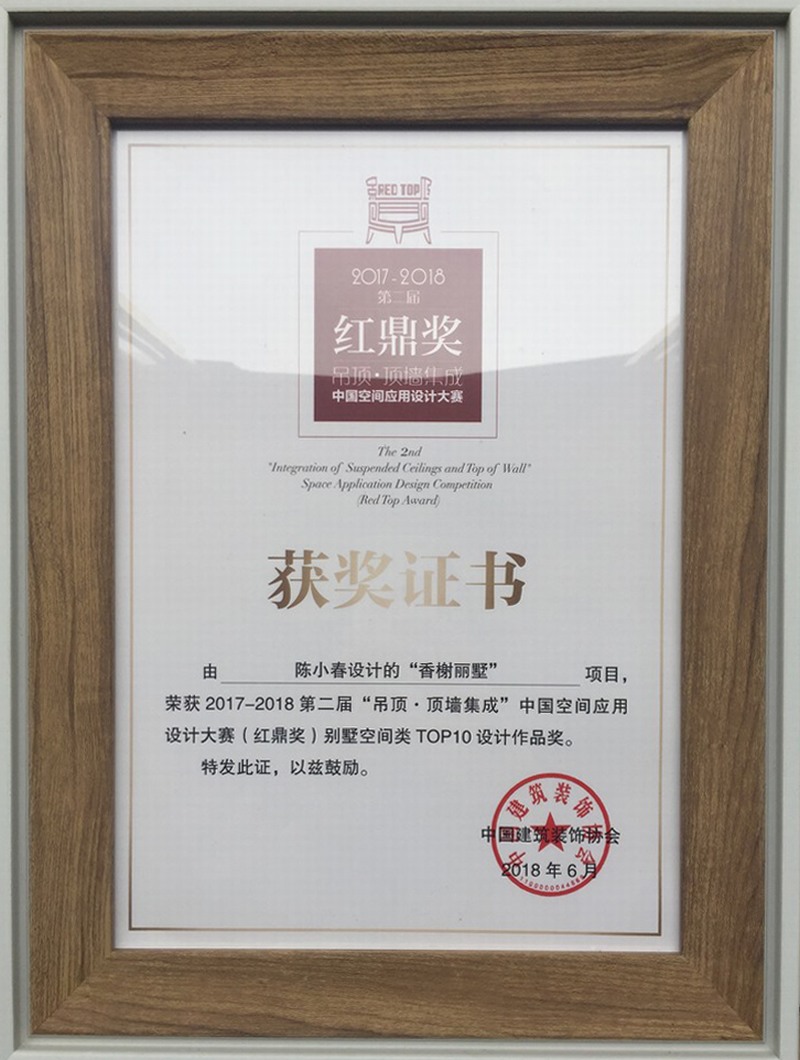 RED TOP
2017-2018
第二届
红鼎奖
吊顶·顶墙集成
中国空间应用设计大赛
The 2nd
"Integration of Suspended Ceilings and Top of Wall"
Space Application Design Competition
(Red Top Award)
获奖证书
由 陈小春设计的“香榭丽墅” 项目，
荣获 2017-2018 第二届“吊顶·顶墙集成”中国空间应用
设计大赛（红鼎奖）别墅空间类 TOP10 设计作品奖。
特发此证，以兹鼓励。
中国建筑装饰协会
2018 年 6 月